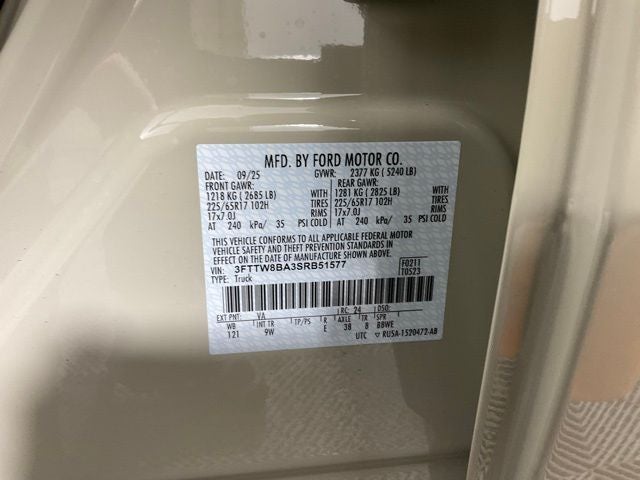 MFD. BY FORD MOTOR CO.
DATE: 09/25 GVWR: 2377 KG ( 5240 LB)
FRONT GAWR: REAR GAWR:
1218 KG ( 2685 LB) WITH 1281 KG ( 2825 LB) WITH
225/65R17 102H TIRES 225/65R17 102H TIRES
17x7.0J RIMS 17x7.0J RIMS
AT 240 kPa/ 35 PSI COLD AT 240 kPa/ 35 PSI COLD
THIS VEHICLE CONFORMS TO ALL APPLICABLE FEDERAL MOTOR
VEHICLE SAFETY AND THEFT PREVENTION STANDARDS IN
EFFECT ON THE DATE OF MANUFACTURE SHOWN ABOVE.
VIN: 3FTTW8BA3SRB51577 F0211
TYPE: Truck T0523
EXT PNT: VA RC: 24 DSO:
WB INT TR TP/PS R AXLE TR SPR
121 9W E 38 8 BBWE
UTC ▽ RUSA-1520472-AB